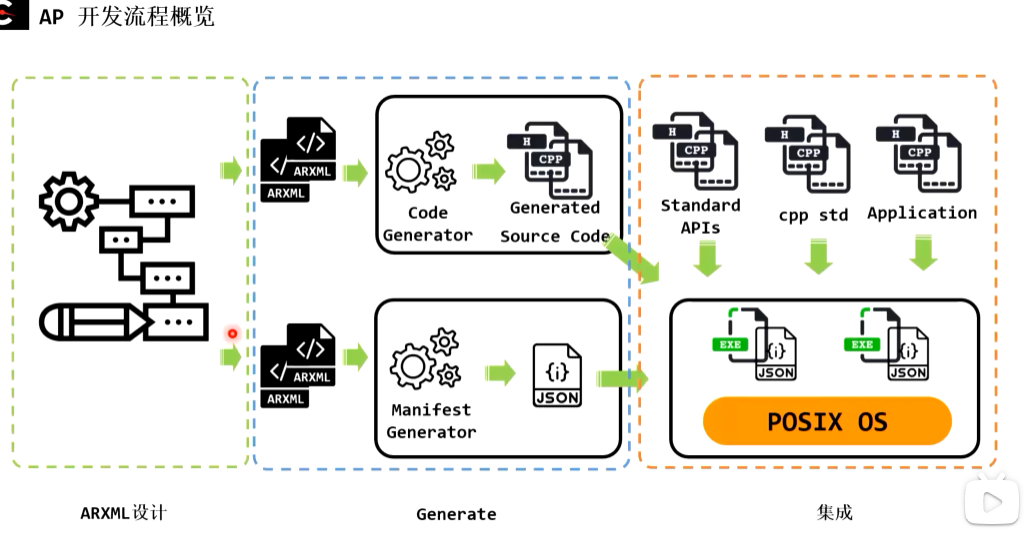 AP 开发流程概览
</>
ARXML
ARXML
Code
Generator
H
CPP
Generated
Source Code
H
CPP
Standard
APIs
H
CPP
cpp std
H
CPP
Application
</>
ARXML
ARXML
Manifest
Generator
{i}
JSON
EXE
{i}
JSON
EXE
{i}
JSON
POSIX OS
ARXML设计
Generate
集成